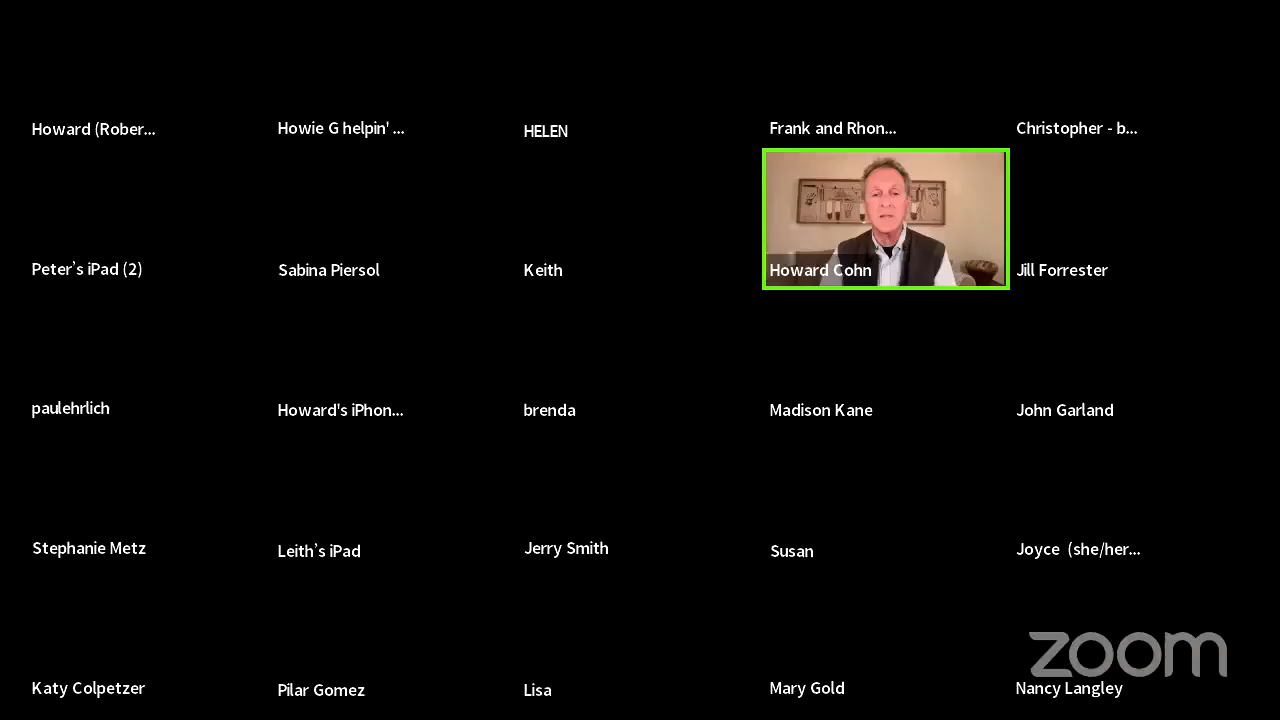 Howard (Rober...
Howie G helpin' ...
HELEN
Frank and Rhon...
Christopher - b...
Peter’s iPad (2)
Sabina Piersol
Keith
Howard Cohn
Jill Forrester
paulehrlich
Howard's iPhon...
brenda
Madison Kane
John Garland
Stephanie Metz
Leith’s iPad
Jerry Smith
Susan
Joyce (she/her...
zoom
Katy Colpetzer
Pilar Gomez
Lisa
Mary Gold
Nancy Langley